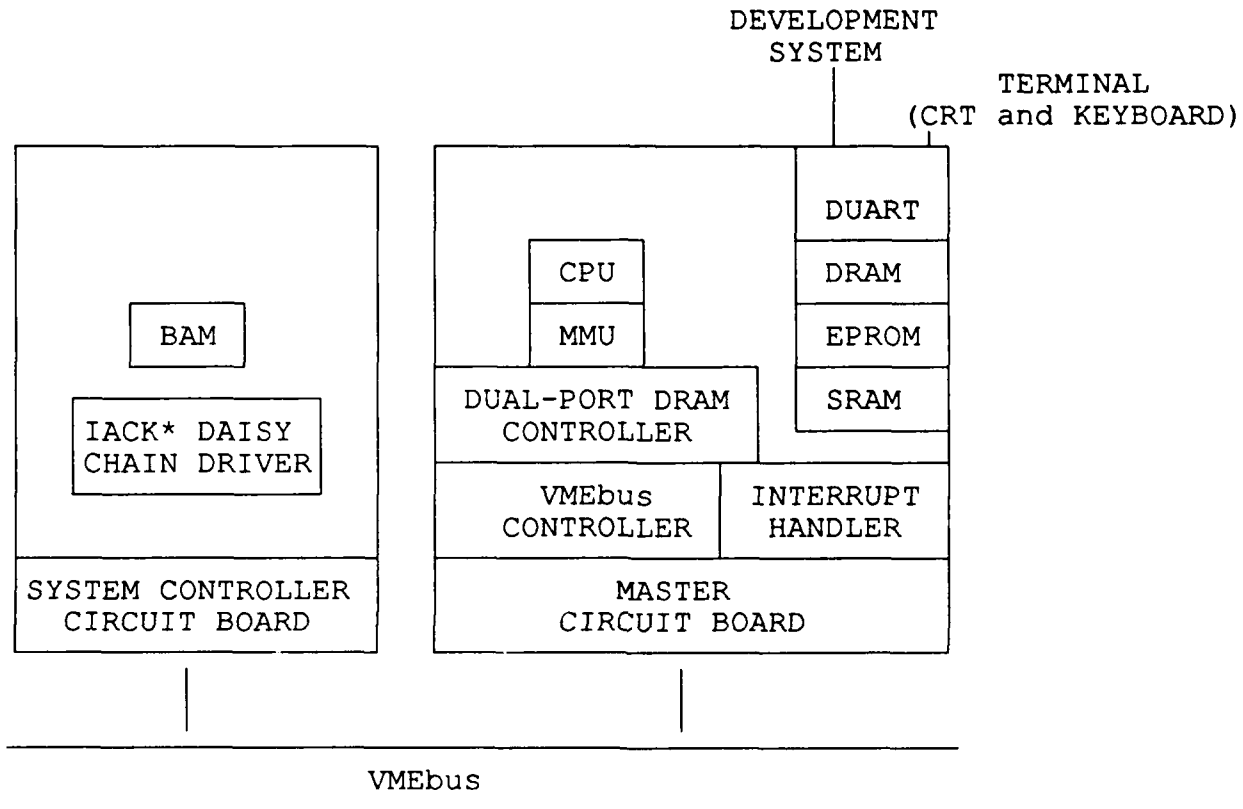 DEVELOPMENT
SYSTEM
TERMINAL
(CRT and KEYBOARD)
DUART
CPU
DRAM
BAM
MMU
EPROM
DUAL-PORT DRAM
CONTROLLER
SRAM
IACK* DAISY
CHAIN DRIVER
VMEbus
CONTROLLER
INTERRUPT
HANDLER
SYSTEM CONTROLLER
CIRCUIT BOARD
MASTER
CIRCUIT BOARD
VMEbus